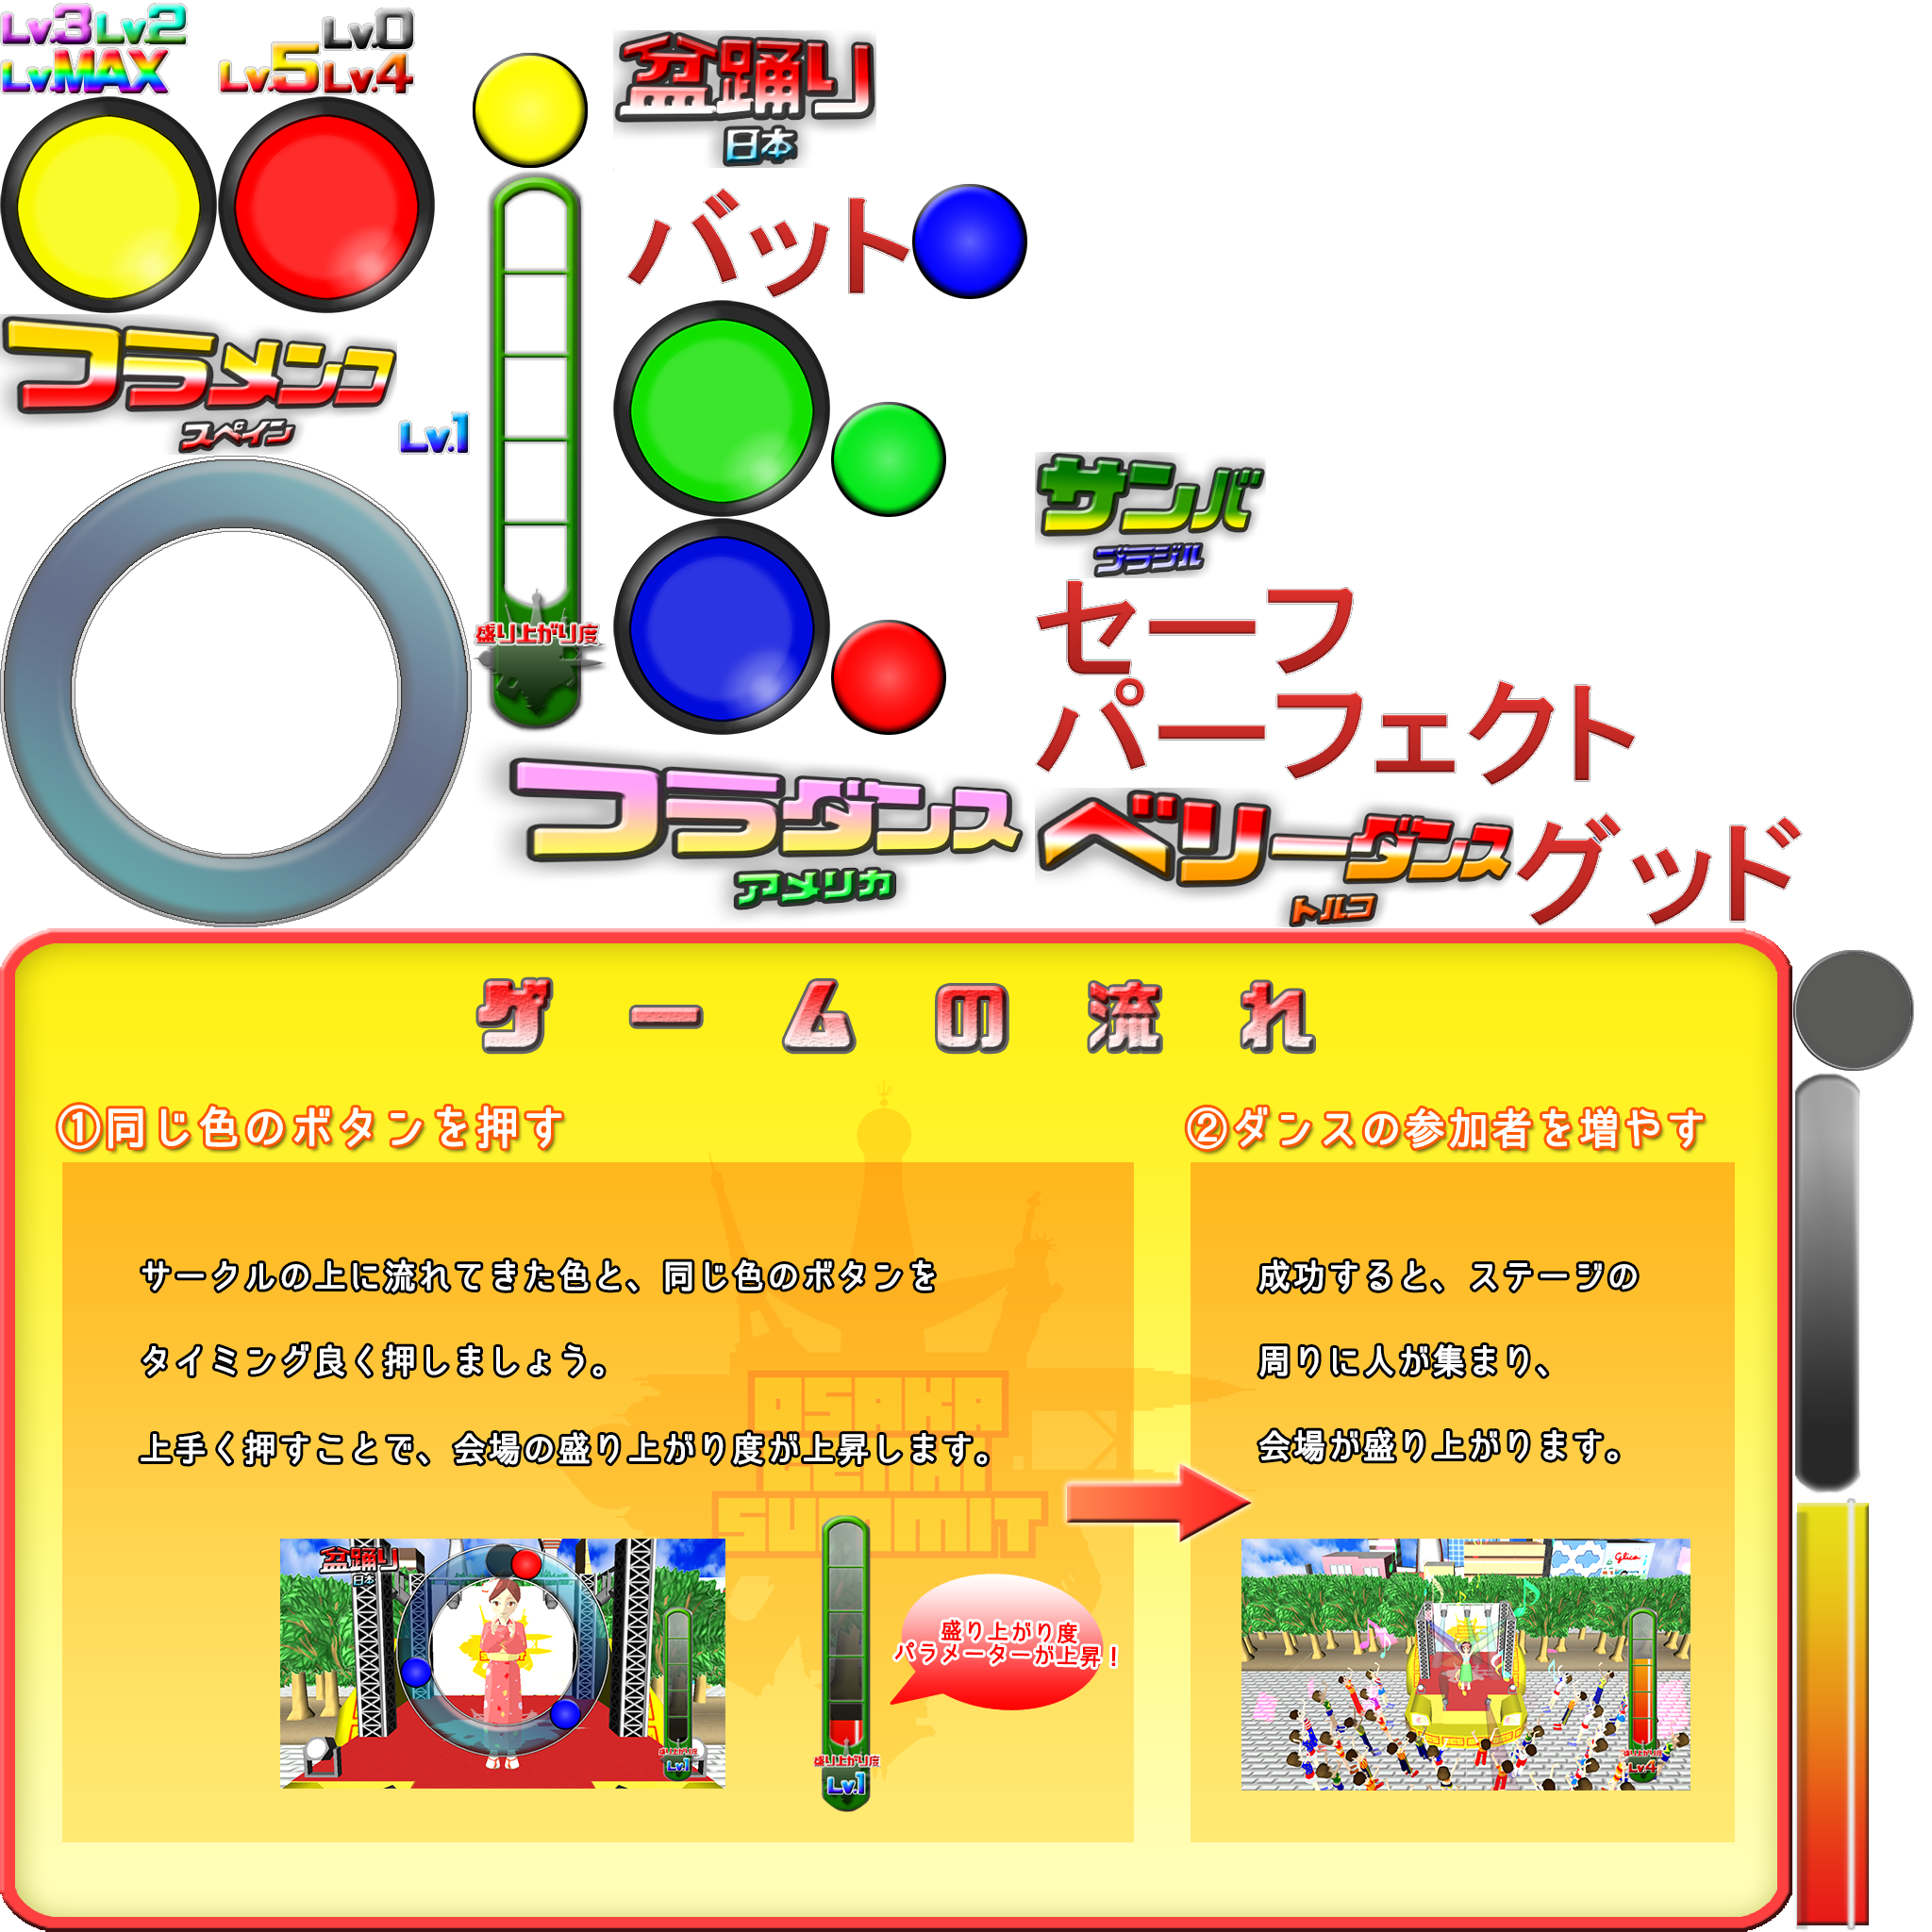 Lv.3 Lv.2
Lv.0
LvMAX
Lv.5 Lv.4
盆踊り
日本
バット
フラメンコ
スペイン
Lv.1
盛り上がり度
サンバ
ブラジル
セーフ
パーフェクト
フラダンス
アメリカ
ベリーダンス
トルコ
グッド
ゲームの流れ
①同じ色のボタンを押す
サークルの上に流れてきた色と、同じ色のボタンを
タイミング良く押しましょう。
上手く押すことで、会場の盛り上がり度が上昇します。
OSAKA
SUMMIT
盆踊り
日本
盛り上がり度
Lv.1
盛り上がり度
Lv.1
盛り上がり度
パラメーターが上昇！
②ダンスの参加者を増やす
成功すると、ステージの
周りに人が集まり、
会場が盛り上がります。
Glico
盛り上がり度
Lv.4